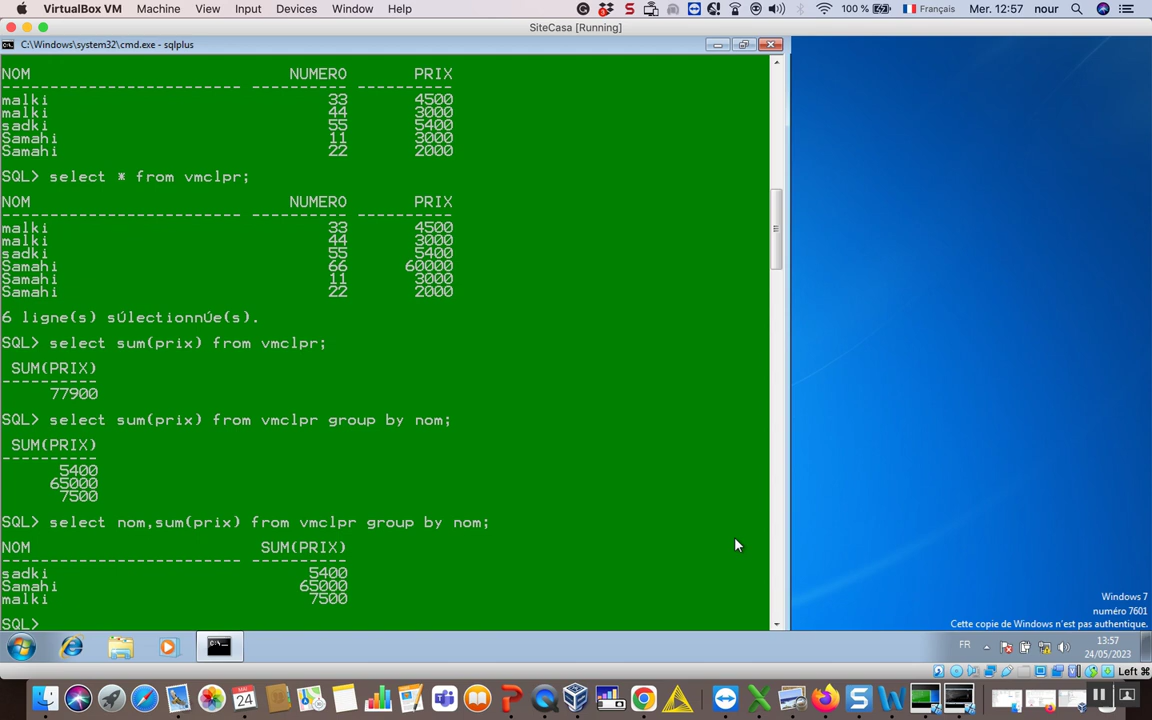 VirtualBox VM Machine View Input Devices Window Help 100 % Français Mer. 12:57 nour
SiteCasa [Running]
C:\Windows\system32\cmd.exe - sqlplus
NOM NUMERO PRIX
------------------------- ---------- ----------
malki 33 4500
malki 44 3000
sadki 55 5400
Samahi 11 3000
Samahi 22 2000
SQL> select * from vmclpr;
NOM NUMERO PRIX
------------------------- ---------- ----------
malki 33 4500
malki 44 3000
sadki 55 5400
Samahi 66 60000
Samahi 11 3000
Samahi 22 2000
6 ligne(s) sÚlectionnÚe(s).
SQL> select sum(prix) from vmclpr;
SUM(PRIX)
----------
77900
SQL> select sum(prix) from vmclpr group by nom;
SUM(PRIX)
----------
5400
65000
7500
SQL> select nom,sum(prix) from vmclpr group by nom;
NOM SUM(PRIX)
------------------------- ----------
sadki 5400
Samahi 65000
malki 7500
SQL>
Windows 7
numéro 7601
Cette copie de Windows n'est pas authentique.
FR
13:57
24/05/2023
Left ⌘